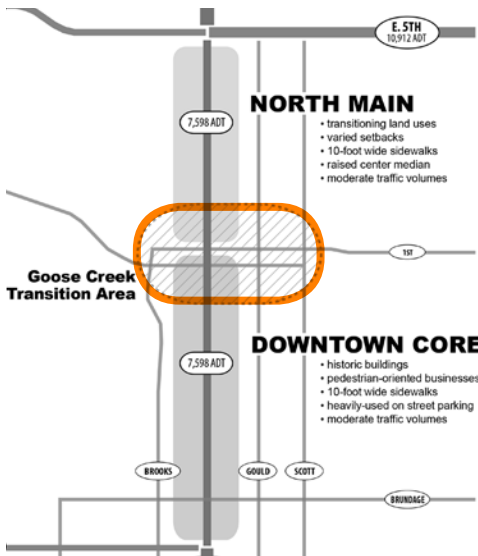 E. 5TH
10,912 ADT
NORTH MAIN
7,598 ADT
• transitioning land uses
• varied setbacks
• 10-foot wide sidewalks
• raised center median
• moderate traffic volumes
1ST
Goose Creek
Transition Area
DOWNTOWN CORE
7,598 ADT
• historic buildings
• pedestrian-oriented businesses
• 10-foot wide sidewalks
• heavily-used on street parking
• moderate traffic volumes
BROOKS
GOULD
SCOTT
BRUNDAGE